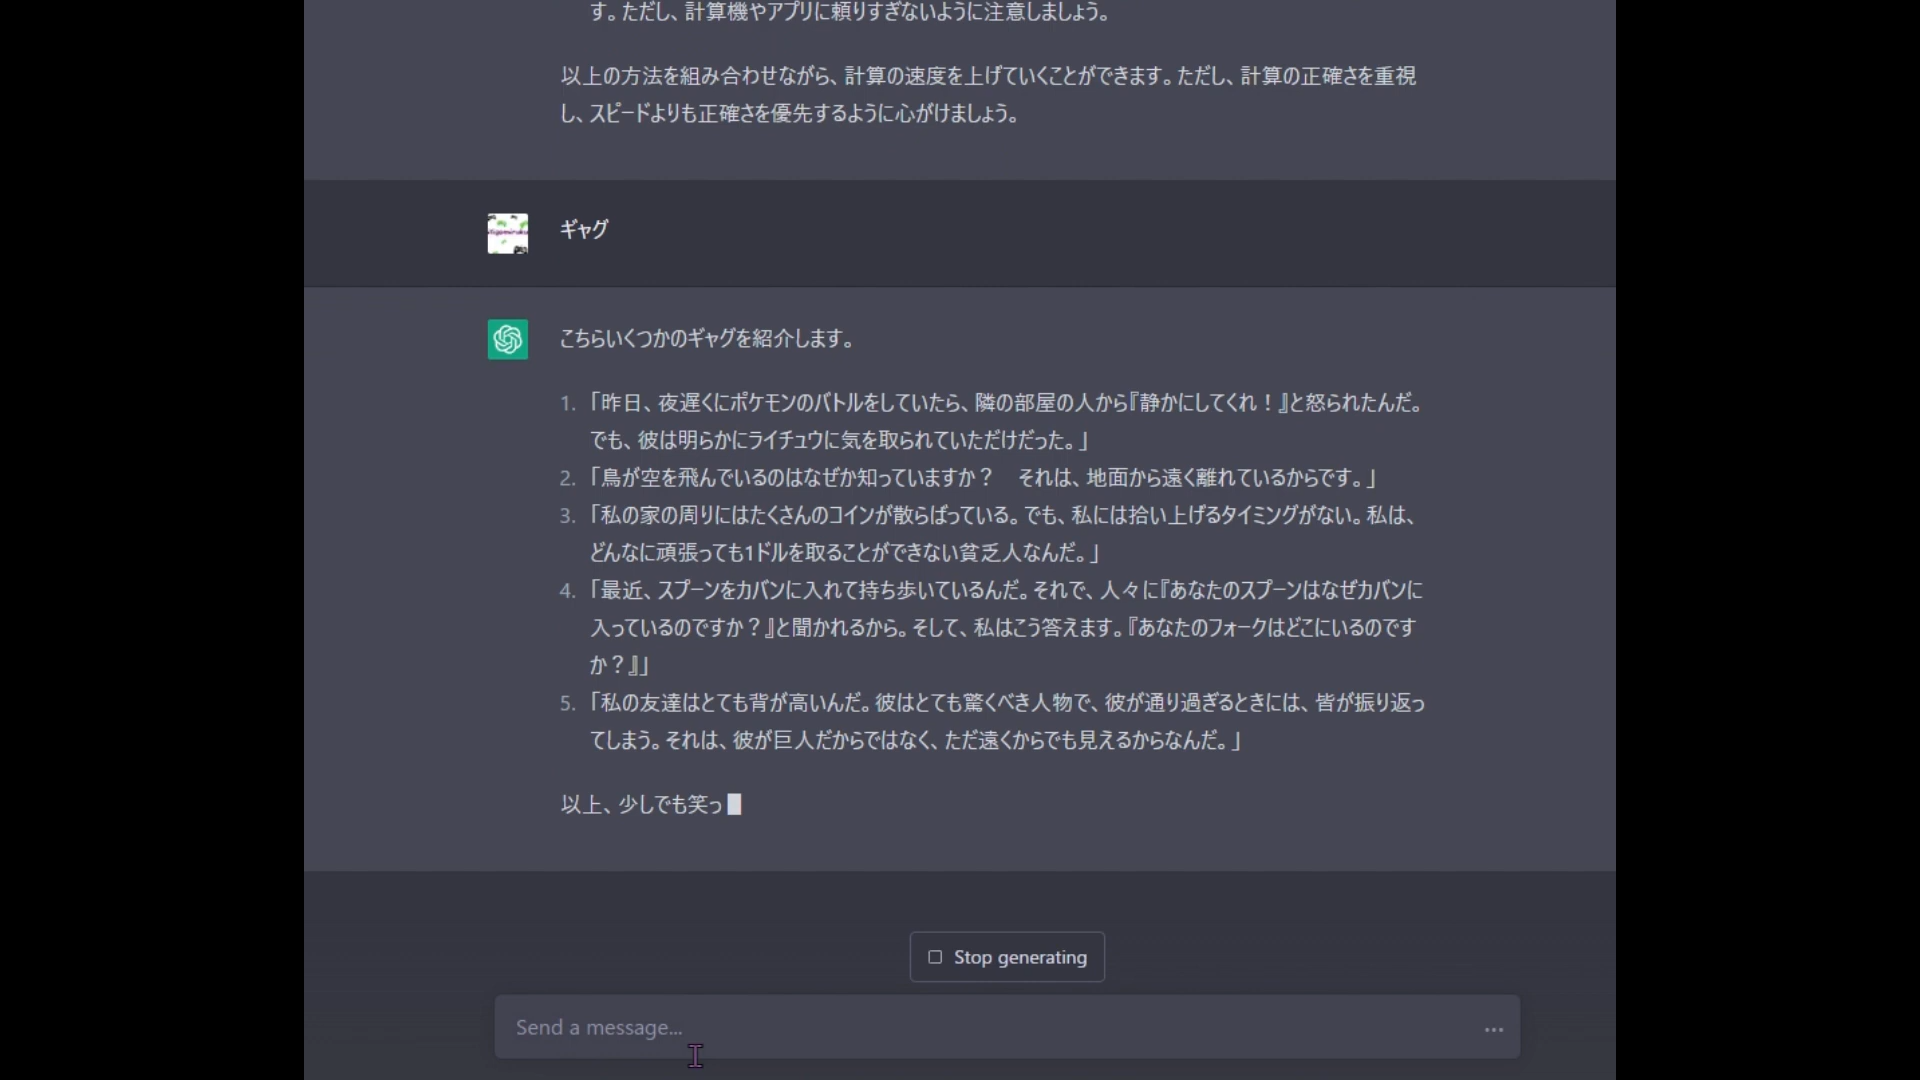 す。ただし、計算機やアプリに頼りすぎないように注意しましょう。
以上の方法を組み合わせながら、計算の速度を上げていくことができます。ただし、計算の正確さを重視
し、スピードよりも正確さを優先するように心がけましょう。
ギャグ
こちらいくつかのギャグを紹介します。
1. 「昨日、夜遅くにポケモンのバトルをしていたら、隣の部屋の人から『静かにしてくれ！』と怒られたんだ。
でも、彼は明らかにライチュウに気を取られていただけだった。」
2. 「鳥が空を飛んでいるのはなぜか知っていますか？　それは、地面から遠く離れているからです。」
3. 「私の家の周りにはたくさんのコインが散らばっている。でも、私には拾い上げるタイミングがない。私は、
どんなに頑張っても1ドルを取ることができない貧乏人なんだ。」
4. 「最近、スプーンをカバンに入れて持ち歩いているんだ。それで、人々に『あなたのスプーンはなぜカバンに
入っているのですか？』と聞かれるから。そして、私はこう答えます。『あなたのフォークはどこにいるのです
か？』」
5. 「私の友達はとても背が高いんだ。彼はとても驚くべき人物で、彼が通り過ぎるときには、皆が振り返っ
てしまう。それは、彼が巨人だからではなく、ただ遠くからでも見えるからなんだ。」
以上、少しでも笑っ
Stop generating
Send a message...